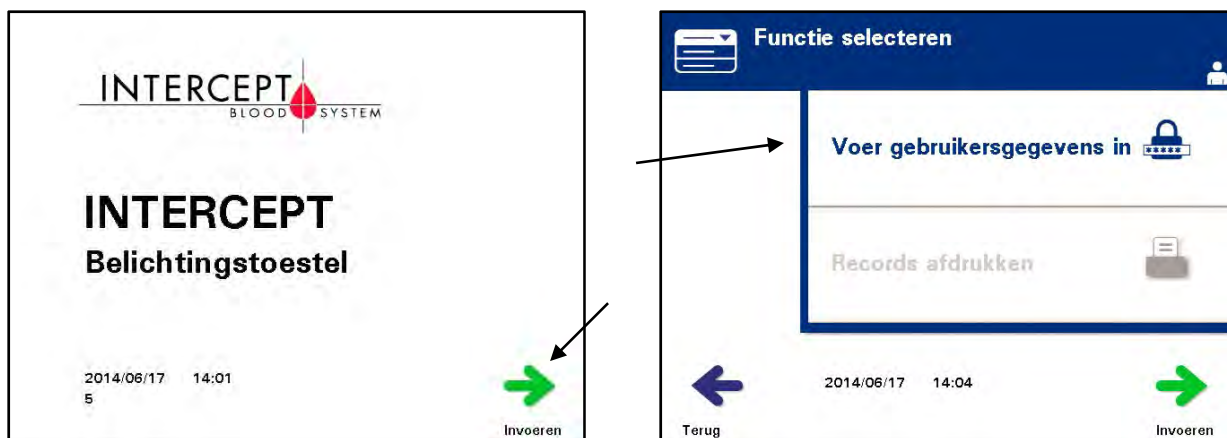 INTERCEPT
BLOOD SYSTEM
INTERCEPT
Belichtingstoestel
2014/06/17 14:01
5
Invoeren
Functie selecteren
Voer gebruikersgegevens in
*****
Records afdrukken
2014/06/17 14:04
Terug
Invoeren